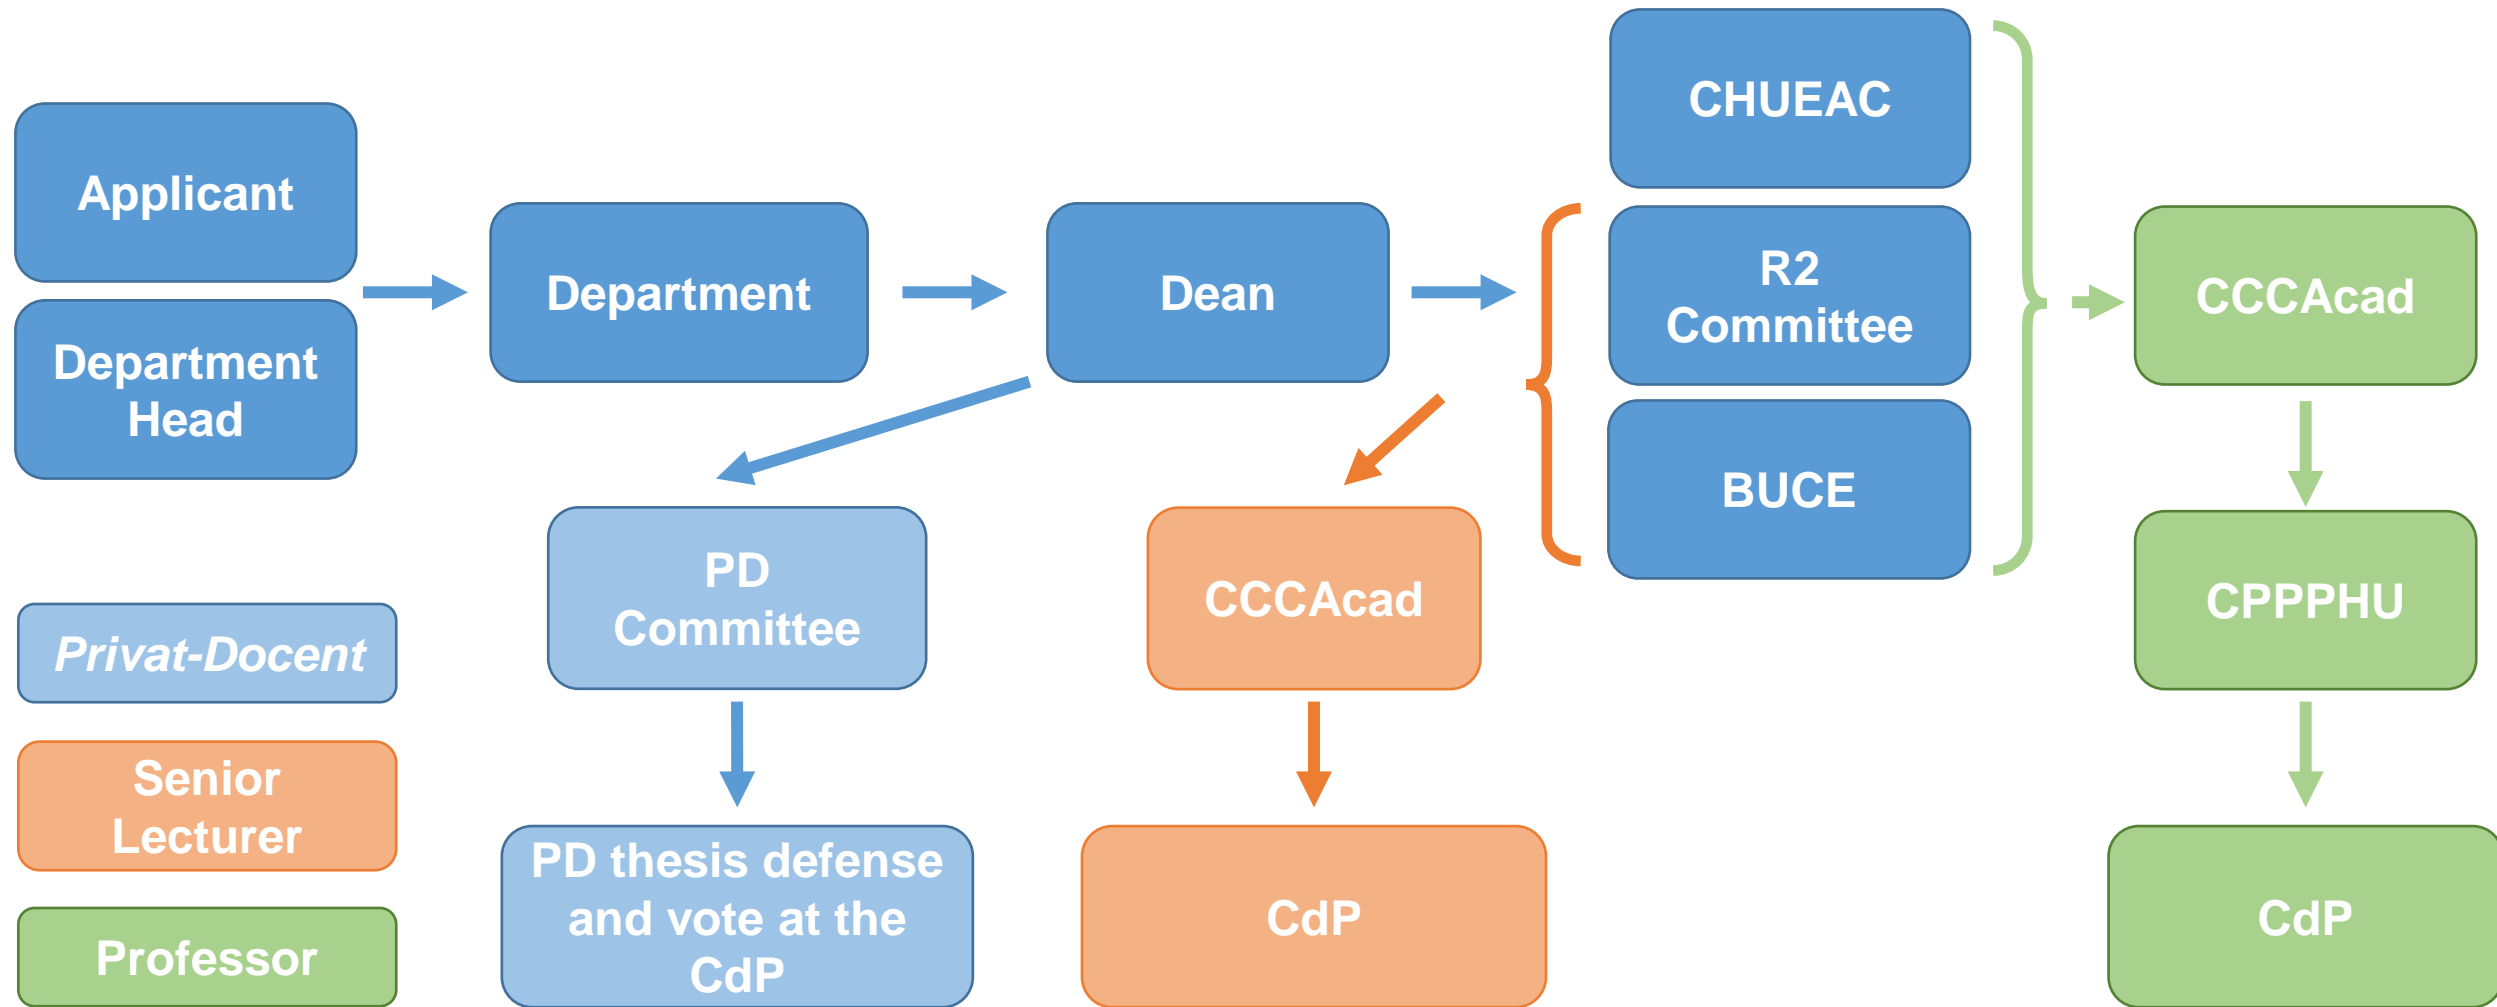 CHUEAC
Applicant
Department
Head
Department
Dean
R2
Committee
BUCE
CCCAcad
PD
Committee
CCCAcad
CPPPHU
Privat-Docent
Senior
Lecturer
Professor
PD thesis defense
and vote at the
CdP
CdP
CdP